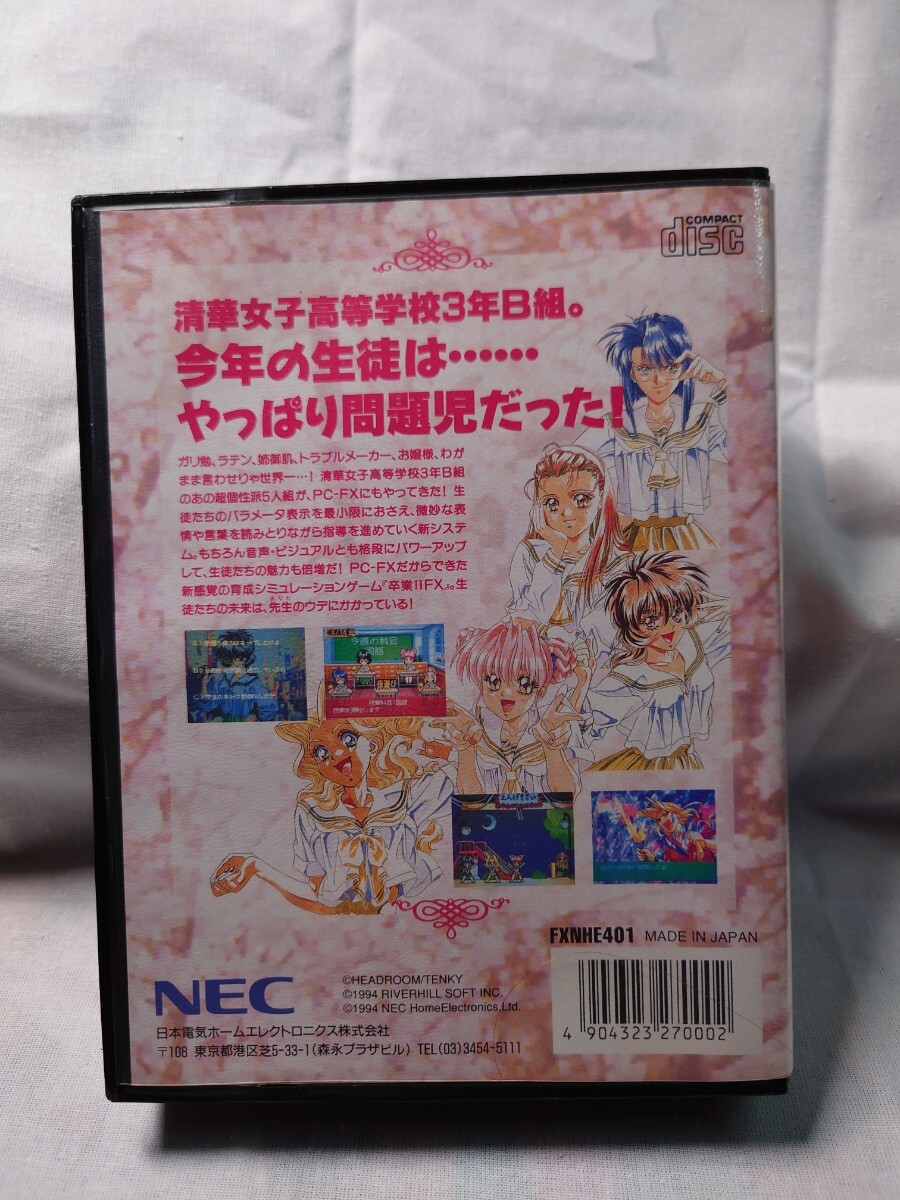 COMPACT
disc
清華女子高等学校3年B組。
今年の生徒は……
やっぱり問題児だった!
ガリ勉、ラテン、姉御肌、トラブルメーカー、お嬢様、わが
まま言わせりゃ世界一…! 清華女子高等学校3年B組
のあの超個性派5人組が、PC-FXにもやってきた! 生
徒たちのパラメータ表示を最小限におさえ、微妙な表
情や言葉を読みとりながら指導を進めていく新システ
ム。もちろん音声・ビジュアルとも格段にパワーアップ
して、生徒たちの魅力も倍増だ! PC-FXだからできた
新感覚の育成シミュレーションゲーム『卒業IIFX』。生
徒たちの未来は、先生のウデにかかっている!
あなた
4/14
今週の科目
国語
FXNHE401 MADE IN JAPAN
NEC
©HEADROOM/TENKY
©1994 RIVERHILL SOFT INC.
©1994 NEC HomeElectronics,Ltd.
日本電気ホームエレクトロニクス株式会社
〒108 東京都港区芝5-33-1(森永プラザビル) TEL(03)3454-5111
4 904323 270002